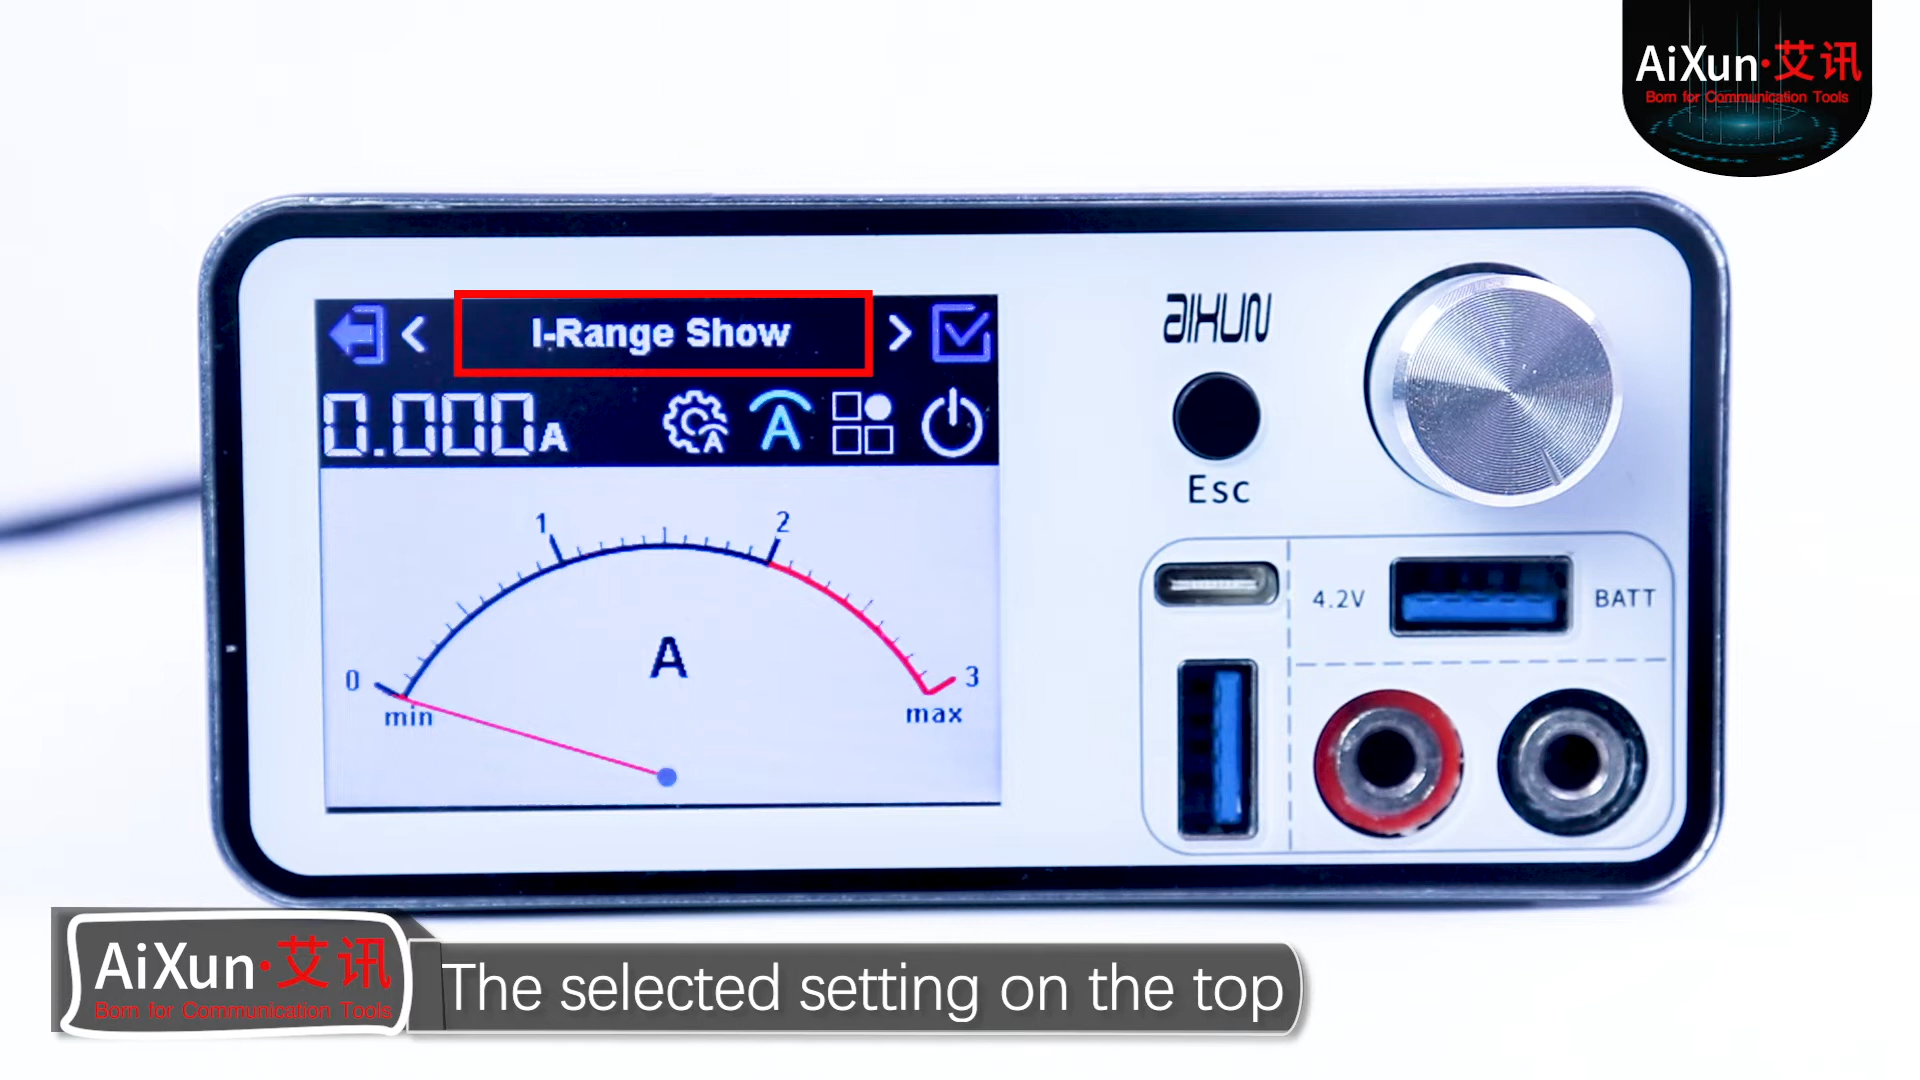 AiXun·艾讯
Born for Communication Tools
I-Range Show
0.000A
A
A
0
1
2
3
min
max
A
AIXUN
Esc
4.2V
BATT
AiXun·艾讯
Born for Communication Tools
The selected setting on the top